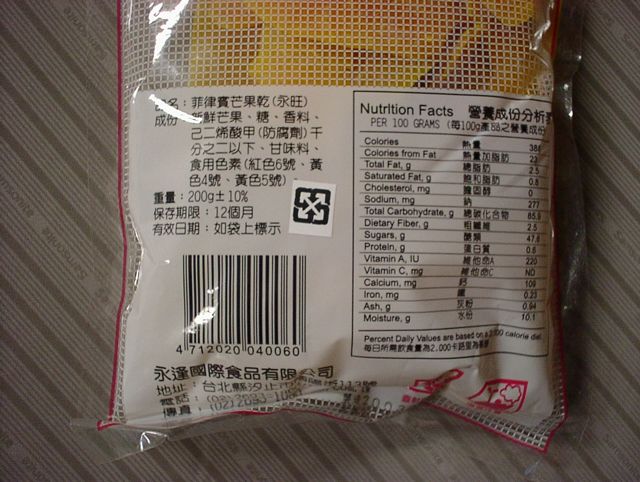 品名：菲律賓芒果乾(永旺)
成份：新鮮芒果、糖、香料、
己二烯酸甲(防腐劑)千
分之二以下、甘味料、
食用色素(紅色6號、黃
色4號、黃色5號)
重量：200g±10%
保存期限：12個月
有效日期：如袋上標示
4 712020 040060
永逢國際食品有限公司
地址：台北縣汐止市
電話：
傳真：
Nutrition Facts 營養成份分析
PER 100 GRAMS (每100g產品之營養成份
Calories 熱量 386
Calories from Fat 熱量加脂肪 23
Total Fat, g 總脂肪 2.5
Saturated Fat, g 飽和脂肪 0.8
Cholesterol, mg 膽固醇 0
Sodium, mg 鈉 277
Total Carbohydrate, g 總碳化合物 85.9
Dietary Fiber, g 粗纖維 2.5
Sugars, g 醣類 47.8
Protein, g 蛋白質 0.6
Vitamin A, IU 維他命A 220
Vitamin C, mg 維他命C ND
Calcium, mg 鈣 109
Iron, mg 鐵 0.23
Ash, g 灰粉 0.94
Moisture, g 水份 10.1
Percent Daily Values are based on a 2,000 calorie diet
每日所需飲食量為2.000卡路里為基礎